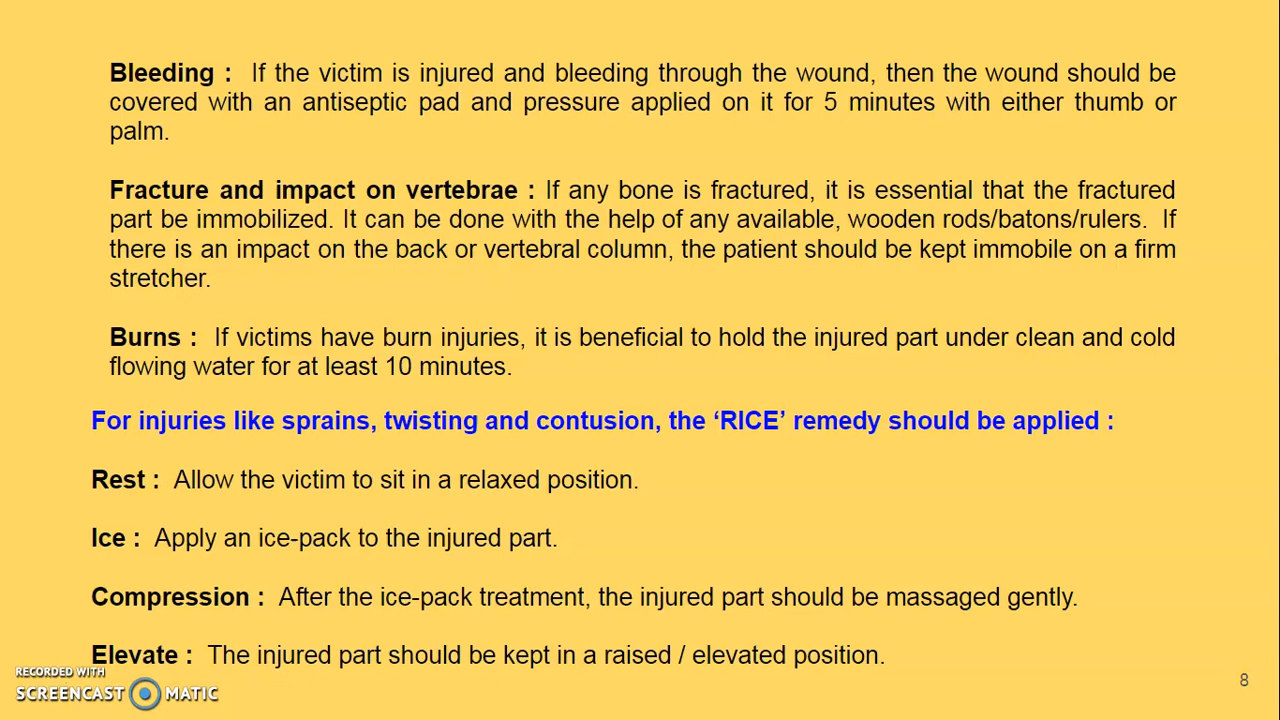 Bleeding : If the victim is injured and bleeding through the wound, then the wound should be
covered with an antiseptic pad and pressure applied on it for 5 minutes with either thumb or
palm.
Fracture and impact on vertebrae : If any bone is fractured, it is essential that the fractured
part be immobilized. It can be done with the help of any available, wooden rods/batons/rulers. If
there is an impact on the back or vertebral column, the patient should be kept immobile on a firm
stretcher.
Burns : If victims have burn injuries, it is beneficial to hold the injured part under clean and cold
flowing water for at least 10 minutes.
For injuries like sprains, twisting and contusion, the ‘RICE’ remedy should be applied :
Rest : Allow the victim to sit in a relaxed position.
Ice : Apply an ice-pack to the injured part.
Compression : After the ice-pack treatment, the injured part should be massaged gently.
Elevate : The injured part should be kept in a raised / elevated position.
RECORDED WITH
SCREENCAST MATIC
8